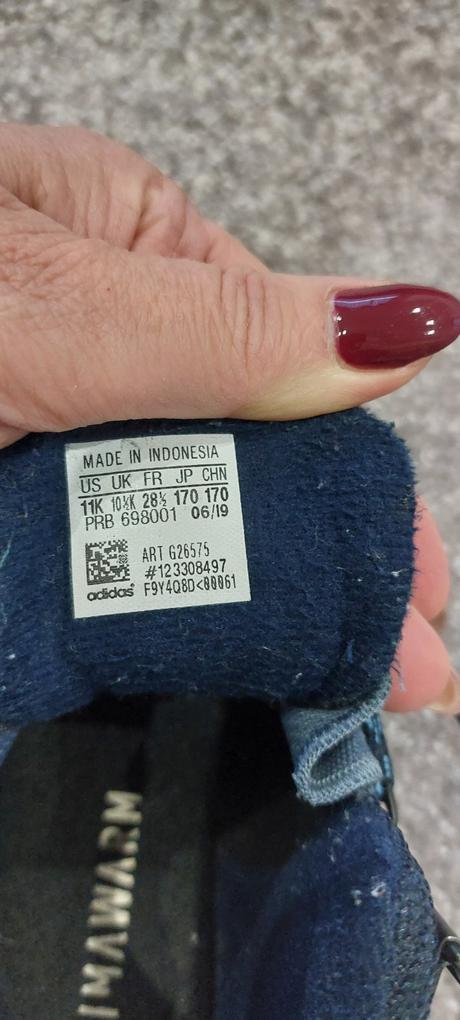 MADE IN INDONESIA
US UK FR JP CHN
11K 10½K 28½ 170 170
PRB 698001 06/19
ART G26575
#123308497
adidas® F9Y4Q8D<00061
IMAWARM